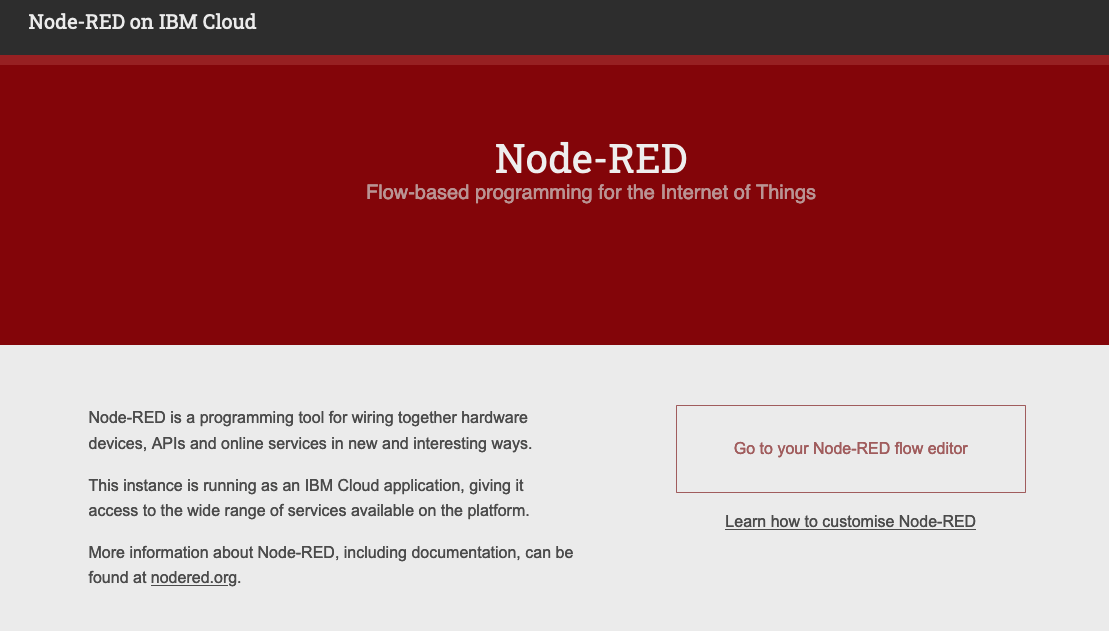 Node-RED on IBM Cloud
Node-RED
Flow-based programming for the Internet of Things
Node-RED is a programming tool for wiring together hardware
devices, APIs and online services in new and interesting ways.
This instance is running as an IBM Cloud application, giving it
access to the wide range of services available on the platform.
More information about Node-RED, including documentation, can be
found at nodered.org.
Go to your Node-RED flow editor
Learn how to customise Node-RED